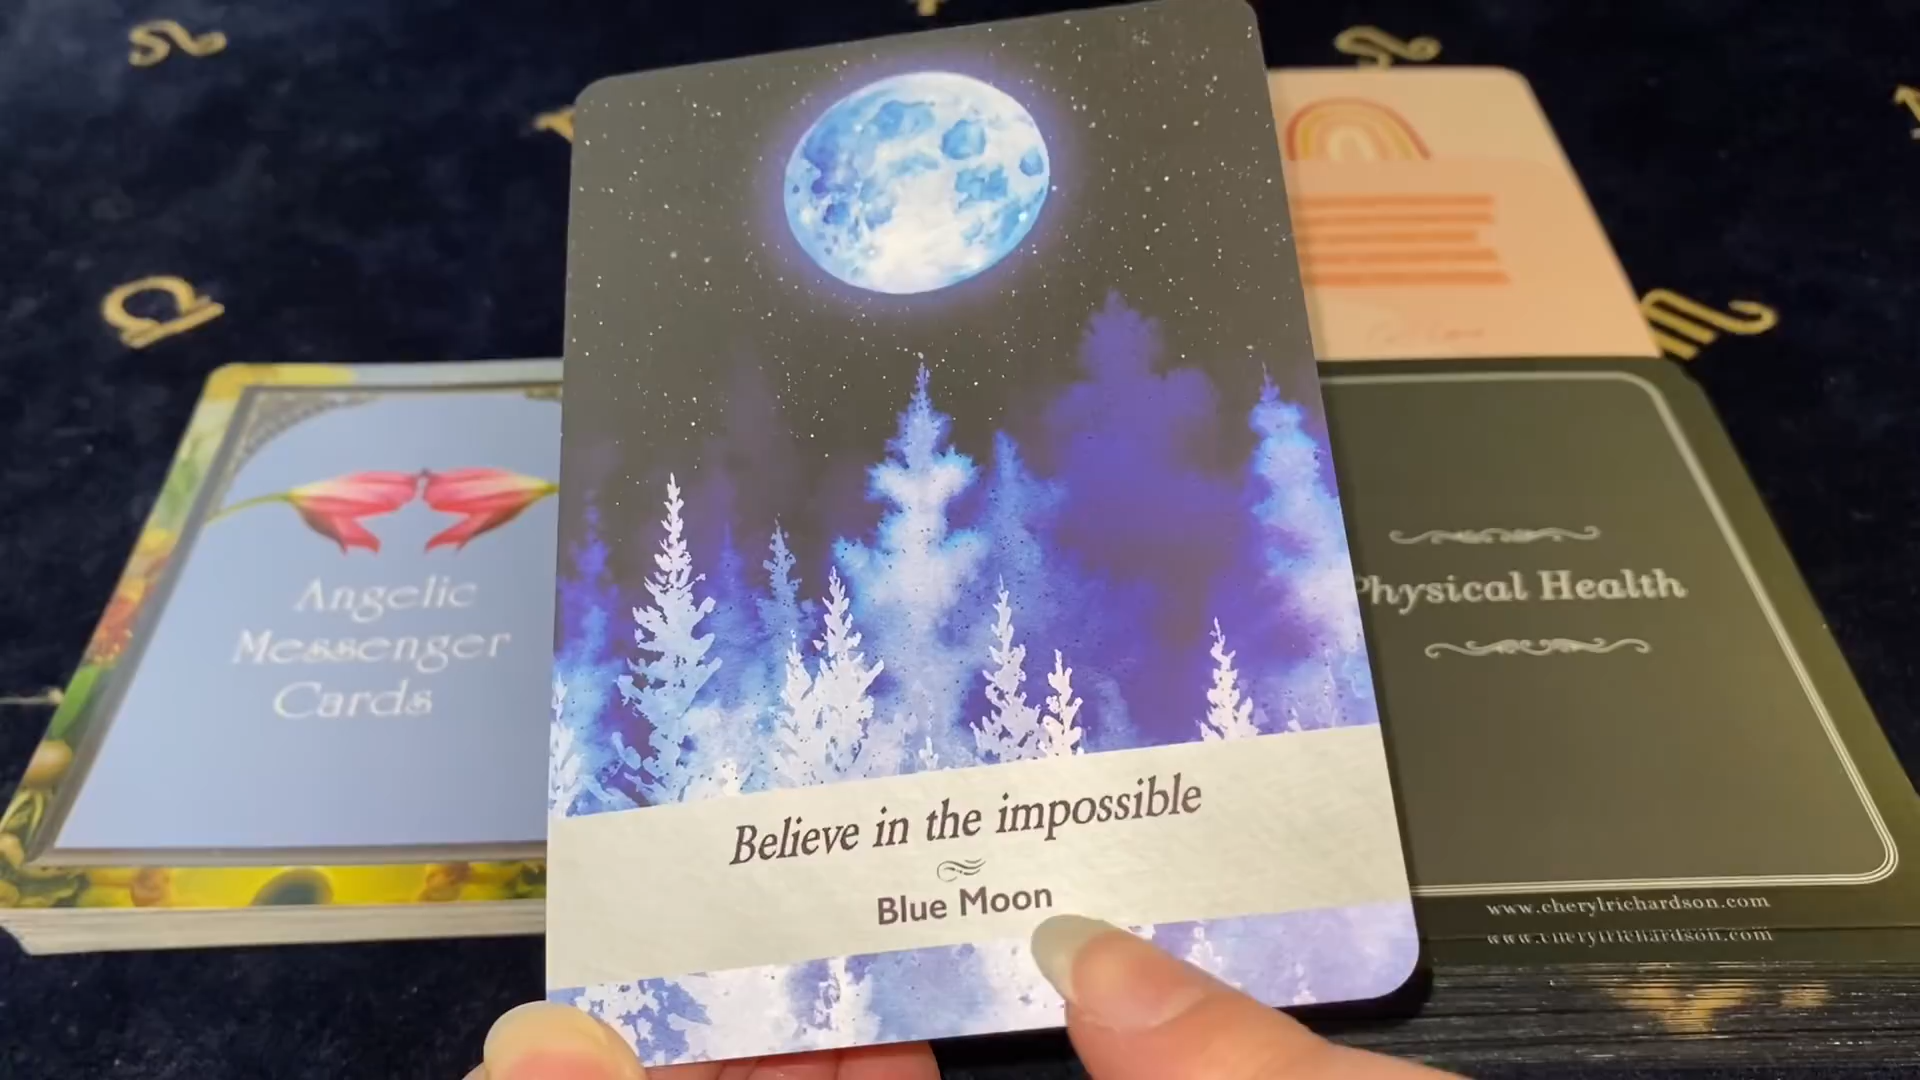 Believe in the impossible
Blue Moon
Angelic
Messenger
Cards
Physical Health
www.cherylrichardson.com
www.cherylrichardson.com